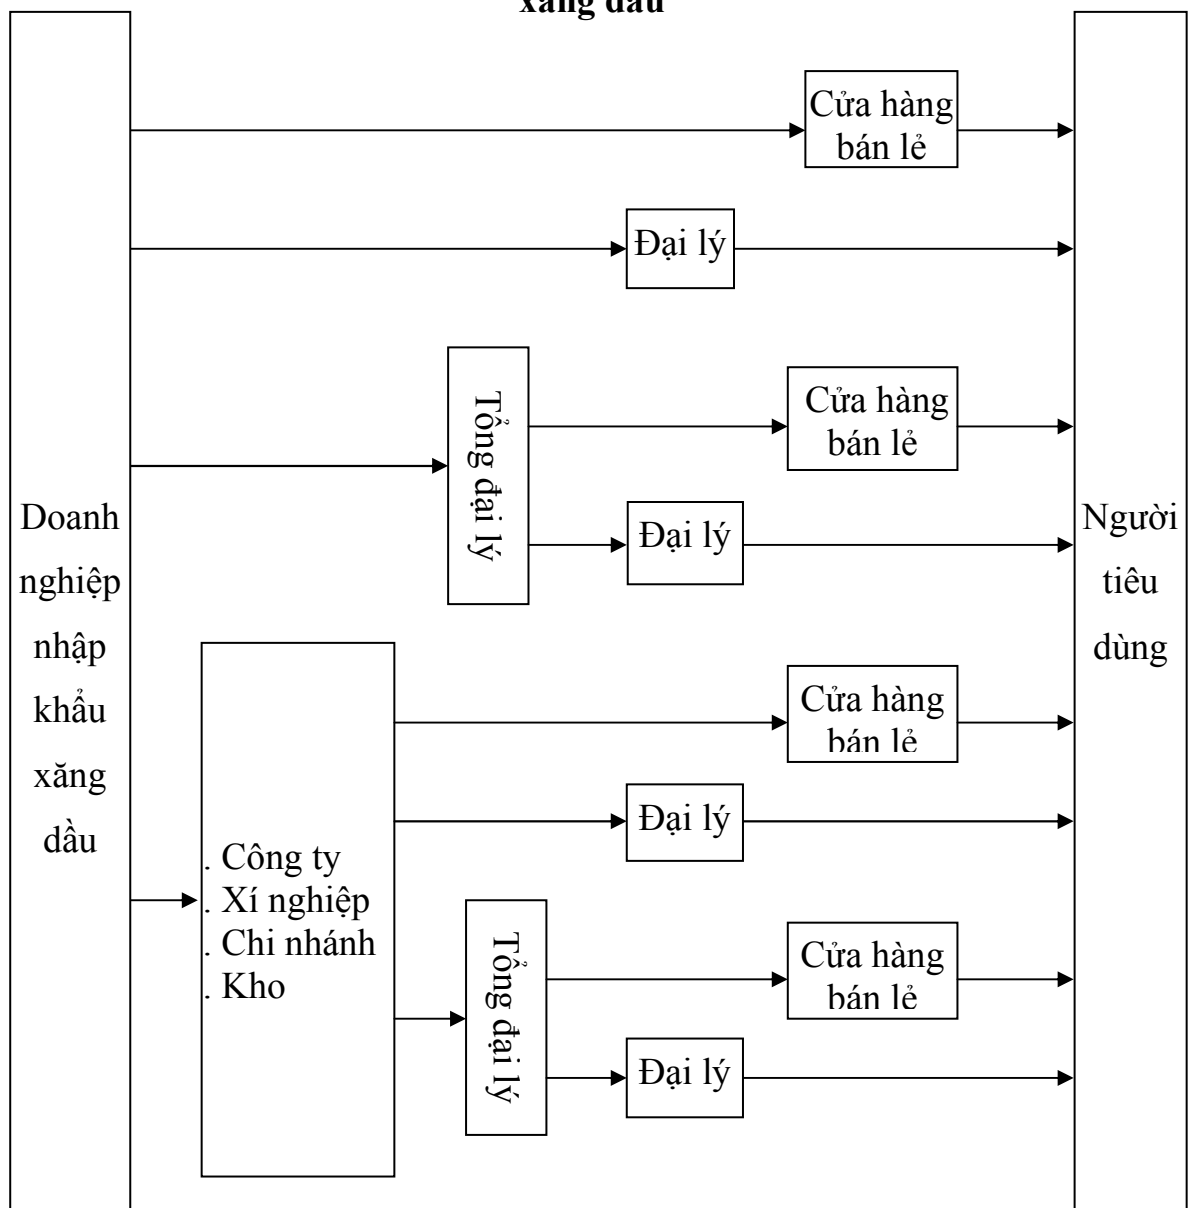 xăng dầu
Cửa hàng
bán lẻ
Đại lý
Tổng đại lý
Cửa hàng
bán lẻ
Đại lý
Doanh
nghiệp
nhập
khẩu
xăng
dầu
Người
tiêu
dùng
. Công ty
. Xí nghiệp
. Chi nhánh
. Kho
Cửa hàng
bán lẻ
Đại lý
Tổng đại lý
Cửa hàng
bán lẻ
Đại lý